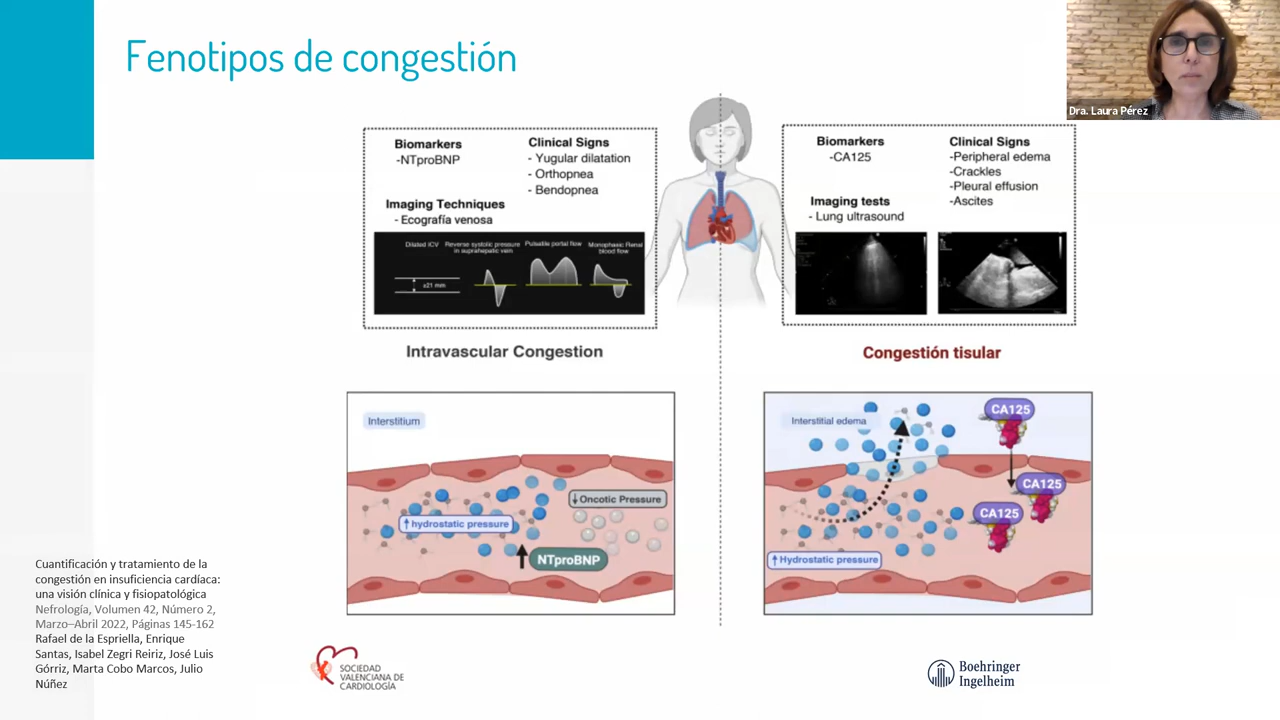 Fenotipos de congestión
Dra. Laura Pérez
Biomarkers
-NTproBNP
Clinical Signs
- Yugular dilatation
- Orthopnea
- Bendopnea
Imaging Techniques
- Ecografía venosa
Dilated ICV
Reverse systolic pressure
in suprahepatic vein
Pulsatile portal flow
Monophasic Renal
blood flow
≥21 mm
Intravascular Congestion
Biomarkers
-CA125
Clinical Signs
-Peripheral edema
-Crackles
-Pleural effusion
-Ascites
Imaging tests
- Lung ultrasound
Congestión tisular
Interstitium
↑ hydrostatic pressure
↓ Oncotic Pressure
NTproBNP
Interstitial edema
CA125
CA125
CA125
↑ Hydrostatic pressure
Cuantificación y tratamiento de la
congestión en insuficiencia cardíaca:
una visión clínica y fisiopatológica
Nefrología, Volumen 42, Número 2,
Marzo–Abril 2022, Páginas 145-162
Rafael de la Espriella, Enrique
Santas, Isabel Zegri Reiriz, José Luis
Górriz, Marta Cobo Marcos, Julio
Núñez
SOCIEDAD
VALENCIANA DE
CARDIOLOGÍA
Boehringer
Ingelheim